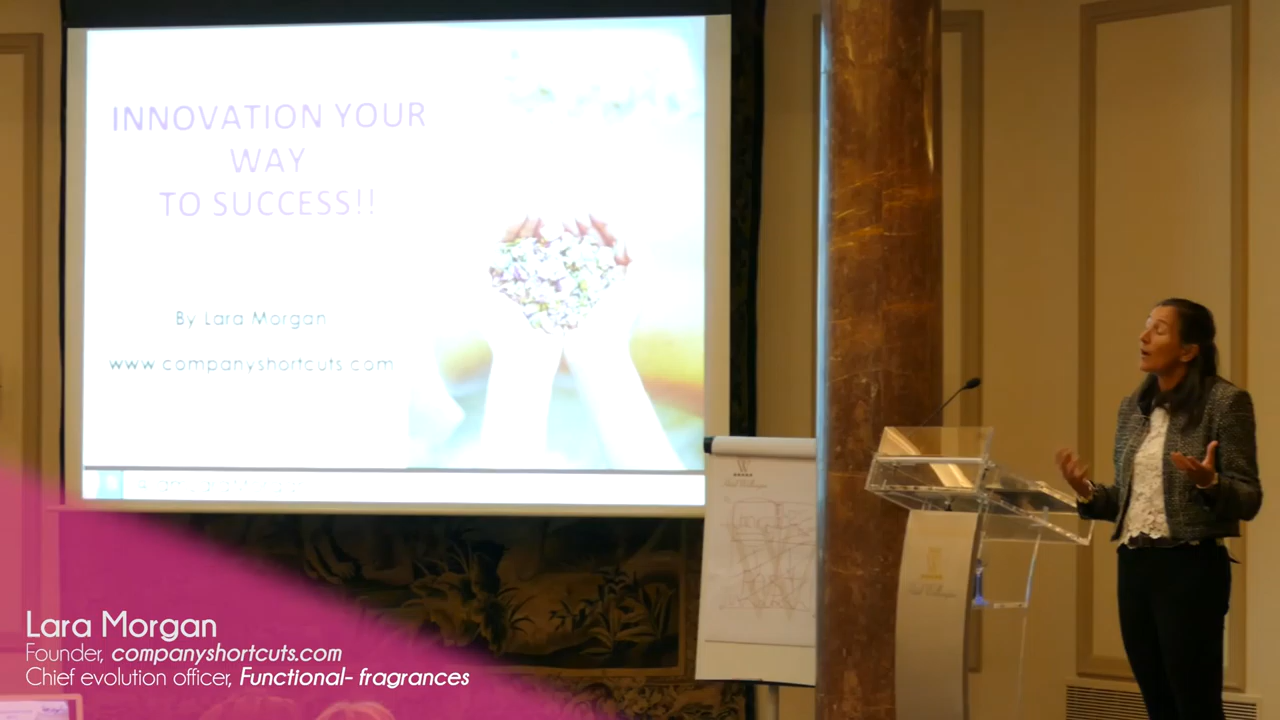 INNOVATION YOUR
WAY
TO SUCCESS!!
By Lara Morgan
www.companyshortcuts.com
Lara Morgan
Founder, companyshortcuts.com
Chief evolution officer, Functional- fragrances